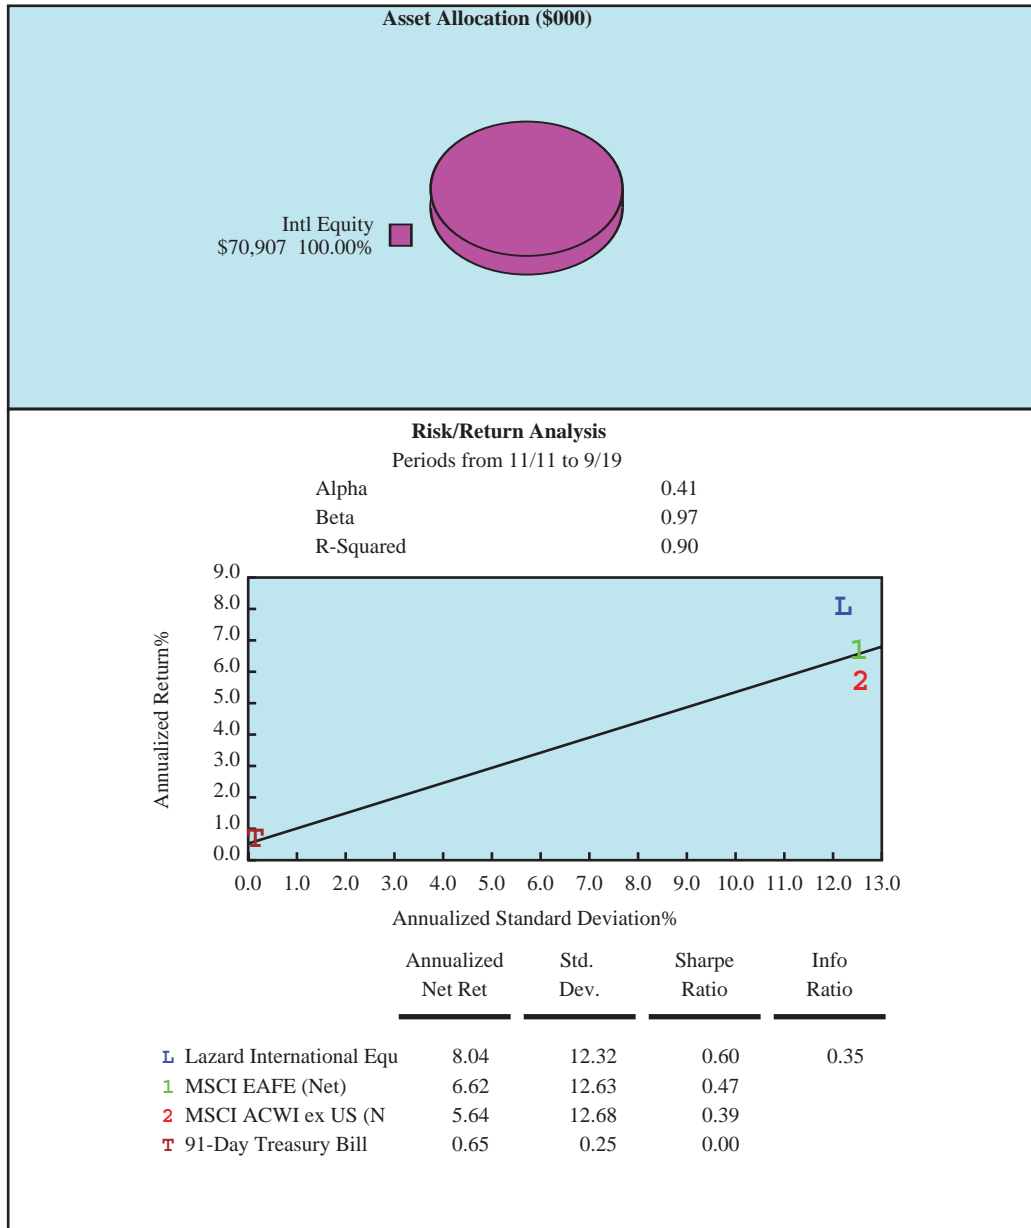 Asset Allocation ($000)
Intl Equity
$70,907 100.00%
Risk/Return Analysis
Periods from 11/11 to 9/19
Alpha 0.41
Beta 0.97
R-Squared 0.90
Annualized Return%
9.0
8.0
7.0
6.0
5.0
4.0
3.0
2.0
1.0
0.0
L
1
2
T
0.0 1.0 2.0 3.0 4.0 5.0 6.0 7.0 8.0 9.0 10.0 11.0 12.0 13.0
Annualized Standard Deviation%
Annualized Std. Sharpe Info
Net Ret Dev. Ratio Ratio
L Lazard International Equ 8.04 12.32 0.60 0.35
1 MSCI EAFE (Net) 6.62 12.63 0.47
2 MSCI ACWI ex US (N 5.64 12.68 0.39
T 91-Day Treasury Bill 0.65 0.25 0.00